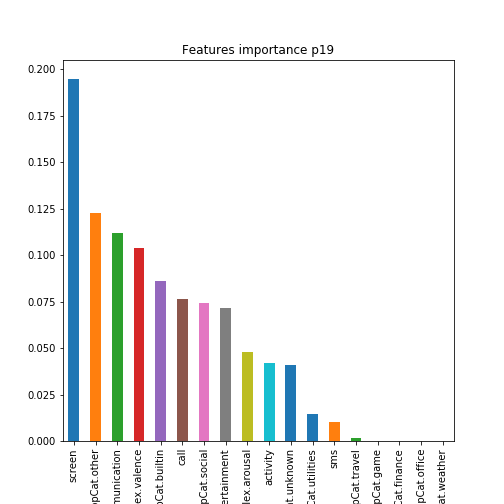 Features importance p19
0.200
0.175
0.150
0.125
0.100
0.075
0.050
0.025
0.000
screen
pCat.other
munication
ex.valence
Cat.builtin
call
pCat.social
ertainment
lex.arousal
activity
t.unknown
Cat.utilities
sms
pCat.travel
pCat.game
Cat.finance
pCat.office
at.weather